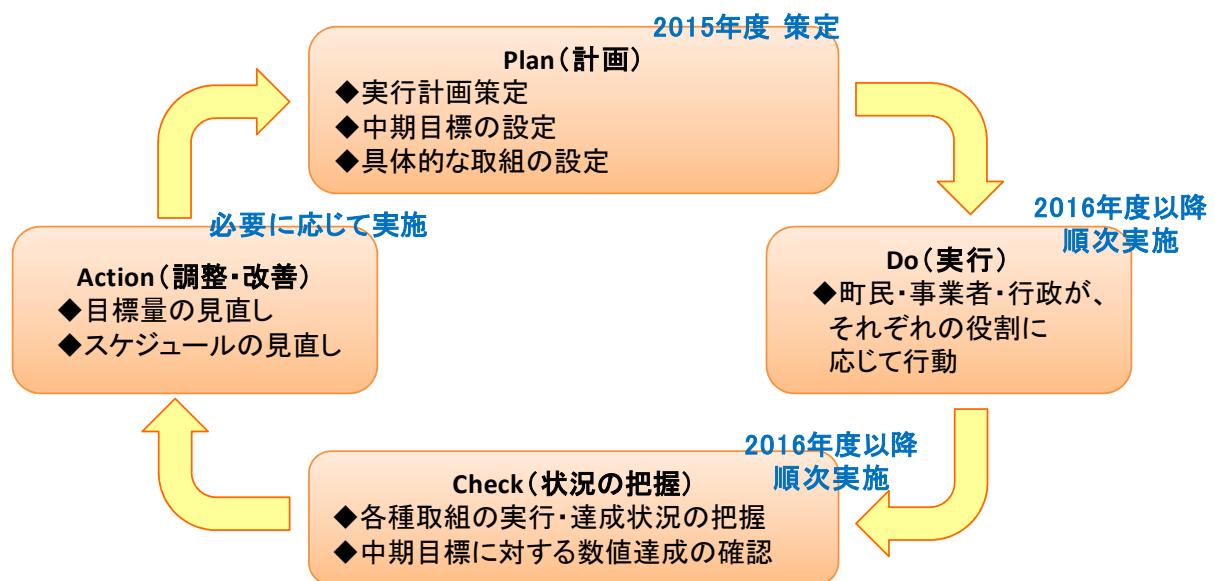 2015年度 策定
Plan(計画)
◆実行計画策定
◆中期目標の設定
◆具体的な取組の設定
2016年度以降
順次実施
Do(実行)
◆町民・事業者・行政が、
それぞれの役割に
応じて行動
2016年度以降
順次実施
Check(状況の把握)
◆各種取組の実行・達成状況の把握
◆中期目標に対する数値達成の確認
必要に応じて実施
Action(調整・改善)
◆目標量の見直し
◆スケジュールの見直し